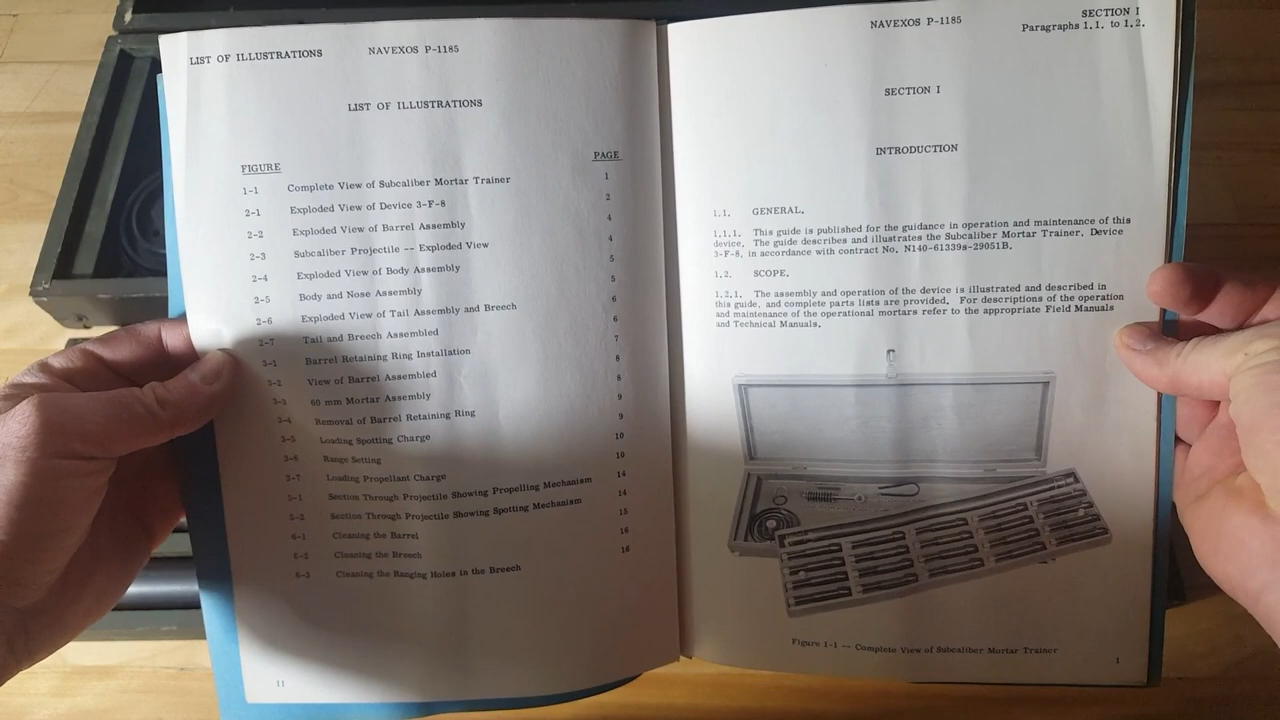 LIST OF ILLUSTRATIONS NAVEXOS P-1185
LIST OF ILLUSTRATIONS
FIGURE PAGE
1-1 Complete View of Subcaliber Mortar Trainer 1
2-1 Exploded View of Device 3-F-8 2
2-2 Exploded View of Barrel Assembly 4
2-3 Subcaliber Projectile -- Exploded View 4
2-4 Exploded View of Body Assembly 5
2-5 Body and Nose Assembly 5
2-6 Exploded View of Tail Assembly and Breech 6
2-7 Tail and Breech Assembled 6
3-1 Barrel Retaining Ring Installation 7
3-2 View of Barrel Assembled 8
3-3 60 mm Mortar Assembly 8
3-4 Removal of Barrel Retaining Ring 9
3-5 Loading Spotting Charge 9
3-6 Range Setting 10
3-7 Loading Propellant Charge 10
5-1 Section Through Projectile Showing Propelling Mechanism 14
5-2 Section Through Projectile Showing Spotting Mechanism 14
6-1 Cleaning the Barrel 15
6-2 Cleaning the Breech 16
6-3 Cleaning the Ranging Holes in the Breech 16
ii
NAVEXOS P-1185 SECTION I
Paragraphs 1.1. to 1.2.
SECTION I
INTRODUCTION
1.1. GENERAL.
1.1.1. This guide is published for the guidance in operation and maintenance of this
device. The guide describes and illustrates the Subcaliber Mortar Trainer, Device
3-F-8, in accordance with contract No. N140-61339s-29051B.
1.2. SCOPE.
1.2.1. The assembly and operation of the device is illustrated and described in
this guide, and complete parts lists are provided. For descriptions of the operation
and maintenance of the operational mortars refer to the appropriate Field Manuals
and Technical Manuals.
Figure 1-1 -- Complete View of Subcaliber Mortar Trainer
1